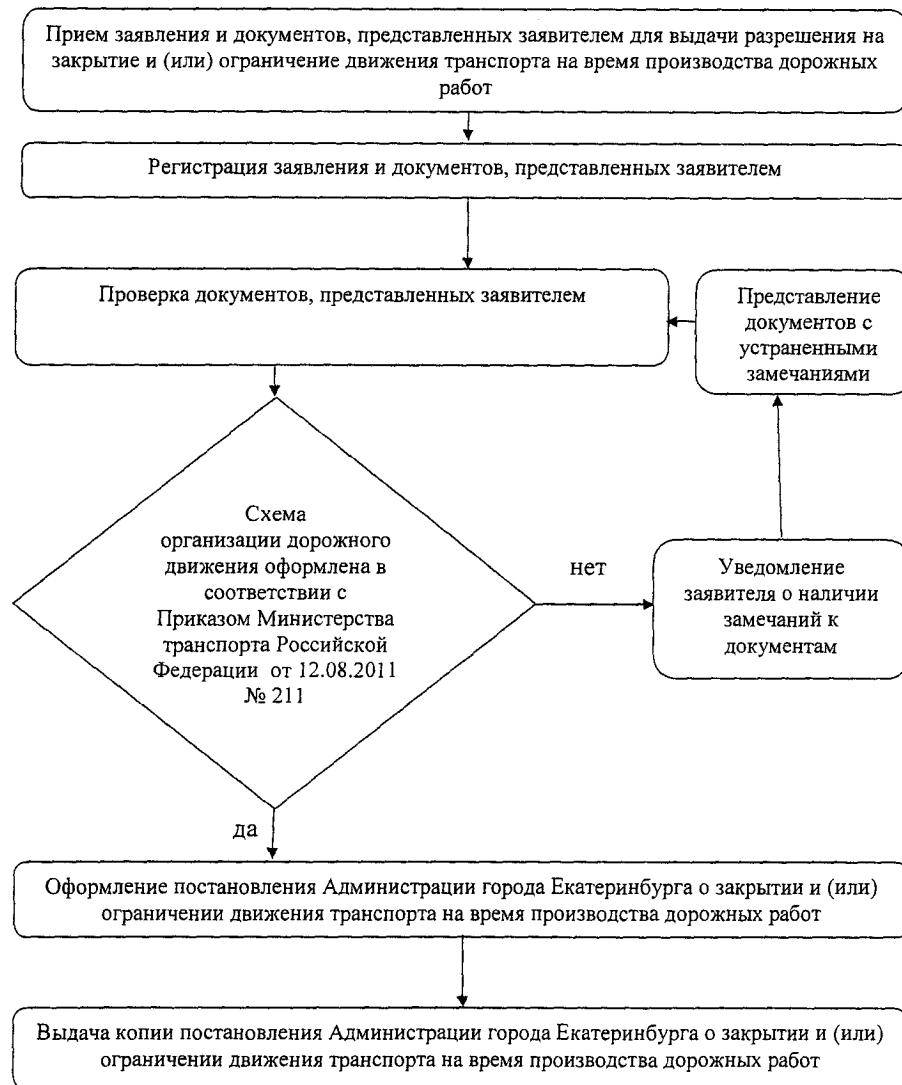 Прием заявления и документов, представленных заявителем для выдачи разрешения на
закрытие и (или) ограничение движения транспорта на время производства дорожных
работ
Регистрация заявления и документов, представленных заявителем
Проверка документов, представленных заявителем
Представление
документов с
устраненными
замечаниями
Схема
организации дорожного
движения оформлена в
соответствии с
Приказом Министерства
транспорта Российской
Федерации от 12.08.2011
№ 211
нет
Уведомление
заявителя о наличии
замечаний к
документам
да
Оформление постановления Администрации города Екатеринбурга о закрытии и (или)
ограничении движения транспорта на время производства дорожных работ
Выдача копии постановления Администрации города Екатеринбурга о закрытии и (или)
ограничении движения транспорта на время производства дорожных работ